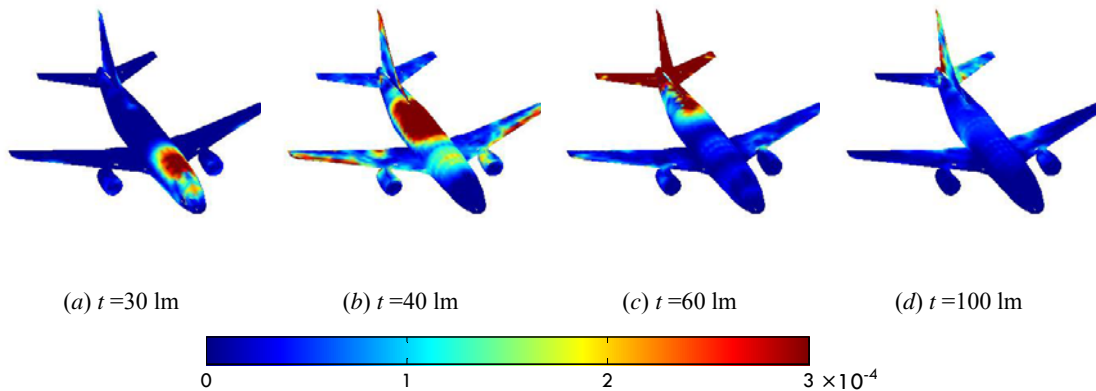 (a) t =30 lm (b) t =40 lm (c) t =60 lm (d) t =100 lm
0 1 2 3 ×10⁻⁴